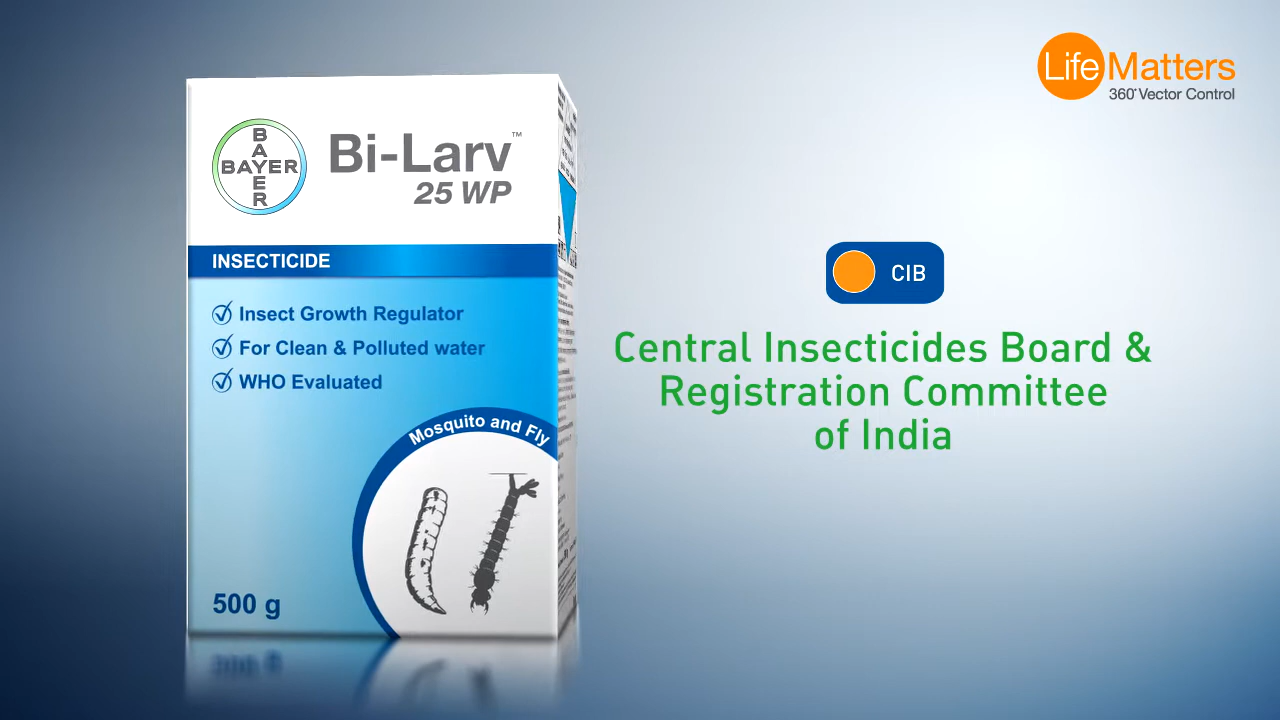 Life Matters
360° Vector Control
BAYER
BAYER
Bi-Larv™
25 WP
INSECTICIDE
Insect Growth Regulator
For Clean & Polluted water
WHO Evaluated
Mosquito and Fly
500 g
CIB
Central Insecticides Board &
Registration Committee
of India